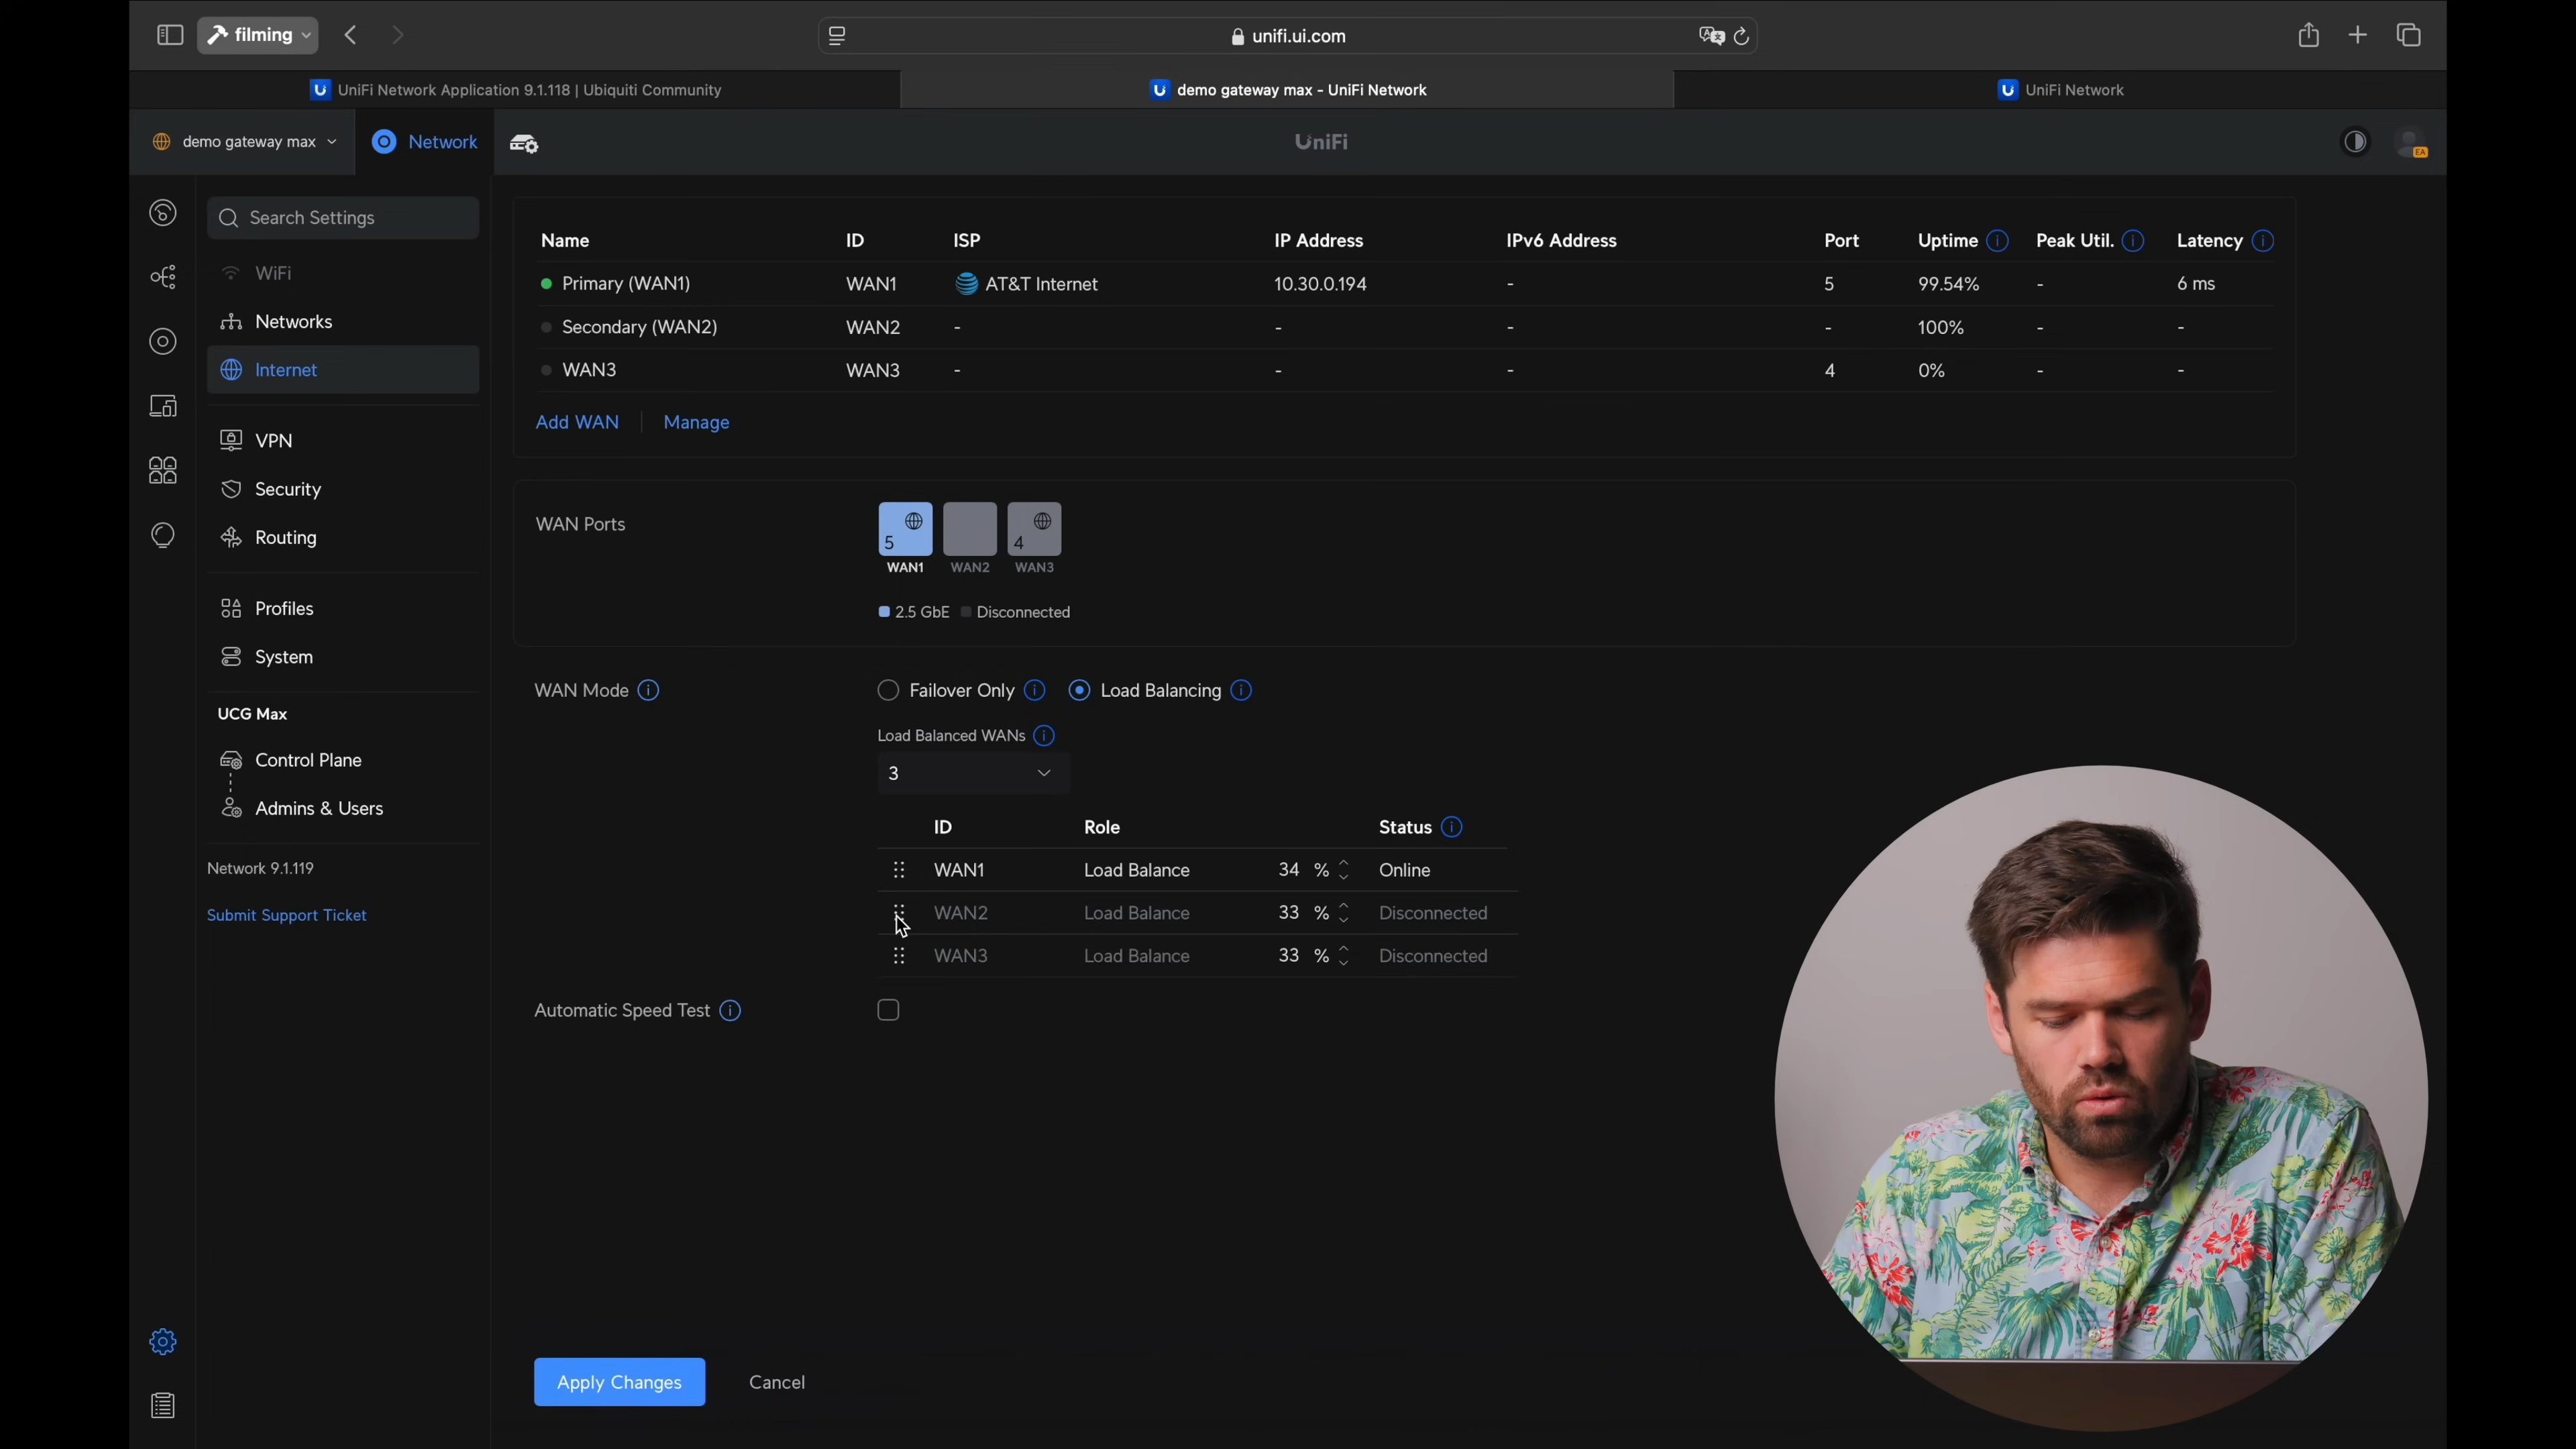 filming
unifi.ui.com
UniFi Network Application 9.1.118 | Ubiquiti Community
demo gateway max - UniFi Network
UniFi Network
demo gateway max
Network
UniFi
EA
Search Settings
WiFi
Networks
Internet
VPN
Security
Routing
Profiles
System
UCG Max
Control Plane
Admins & Users
Network 9.1.119
Submit Support Ticket
Name ID ISP IP Address IPv6 Address Port Uptime Peak Util. Latency
Primary (WAN1) WAN1 AT&T Internet 10.30.0.194 - 5 99.54% - 6 ms
Secondary (WAN2) WAN2 - - - - 100% - -
WAN3 WAN3 - - - 4 0% - -
Add WAN Manage
WAN Ports
5 4
WAN1 WAN2 WAN3
2.5 GbE Disconnected
WAN Mode Failover Only Load Balancing
Load Balanced WANs
3
ID Role Status
WAN1 Load Balance 34 % Online
WAN2 Load Balance 33 % Disconnected
WAN3 Load Balance 33 % Disconnected
Automatic Speed Test
Apply Changes Cancel